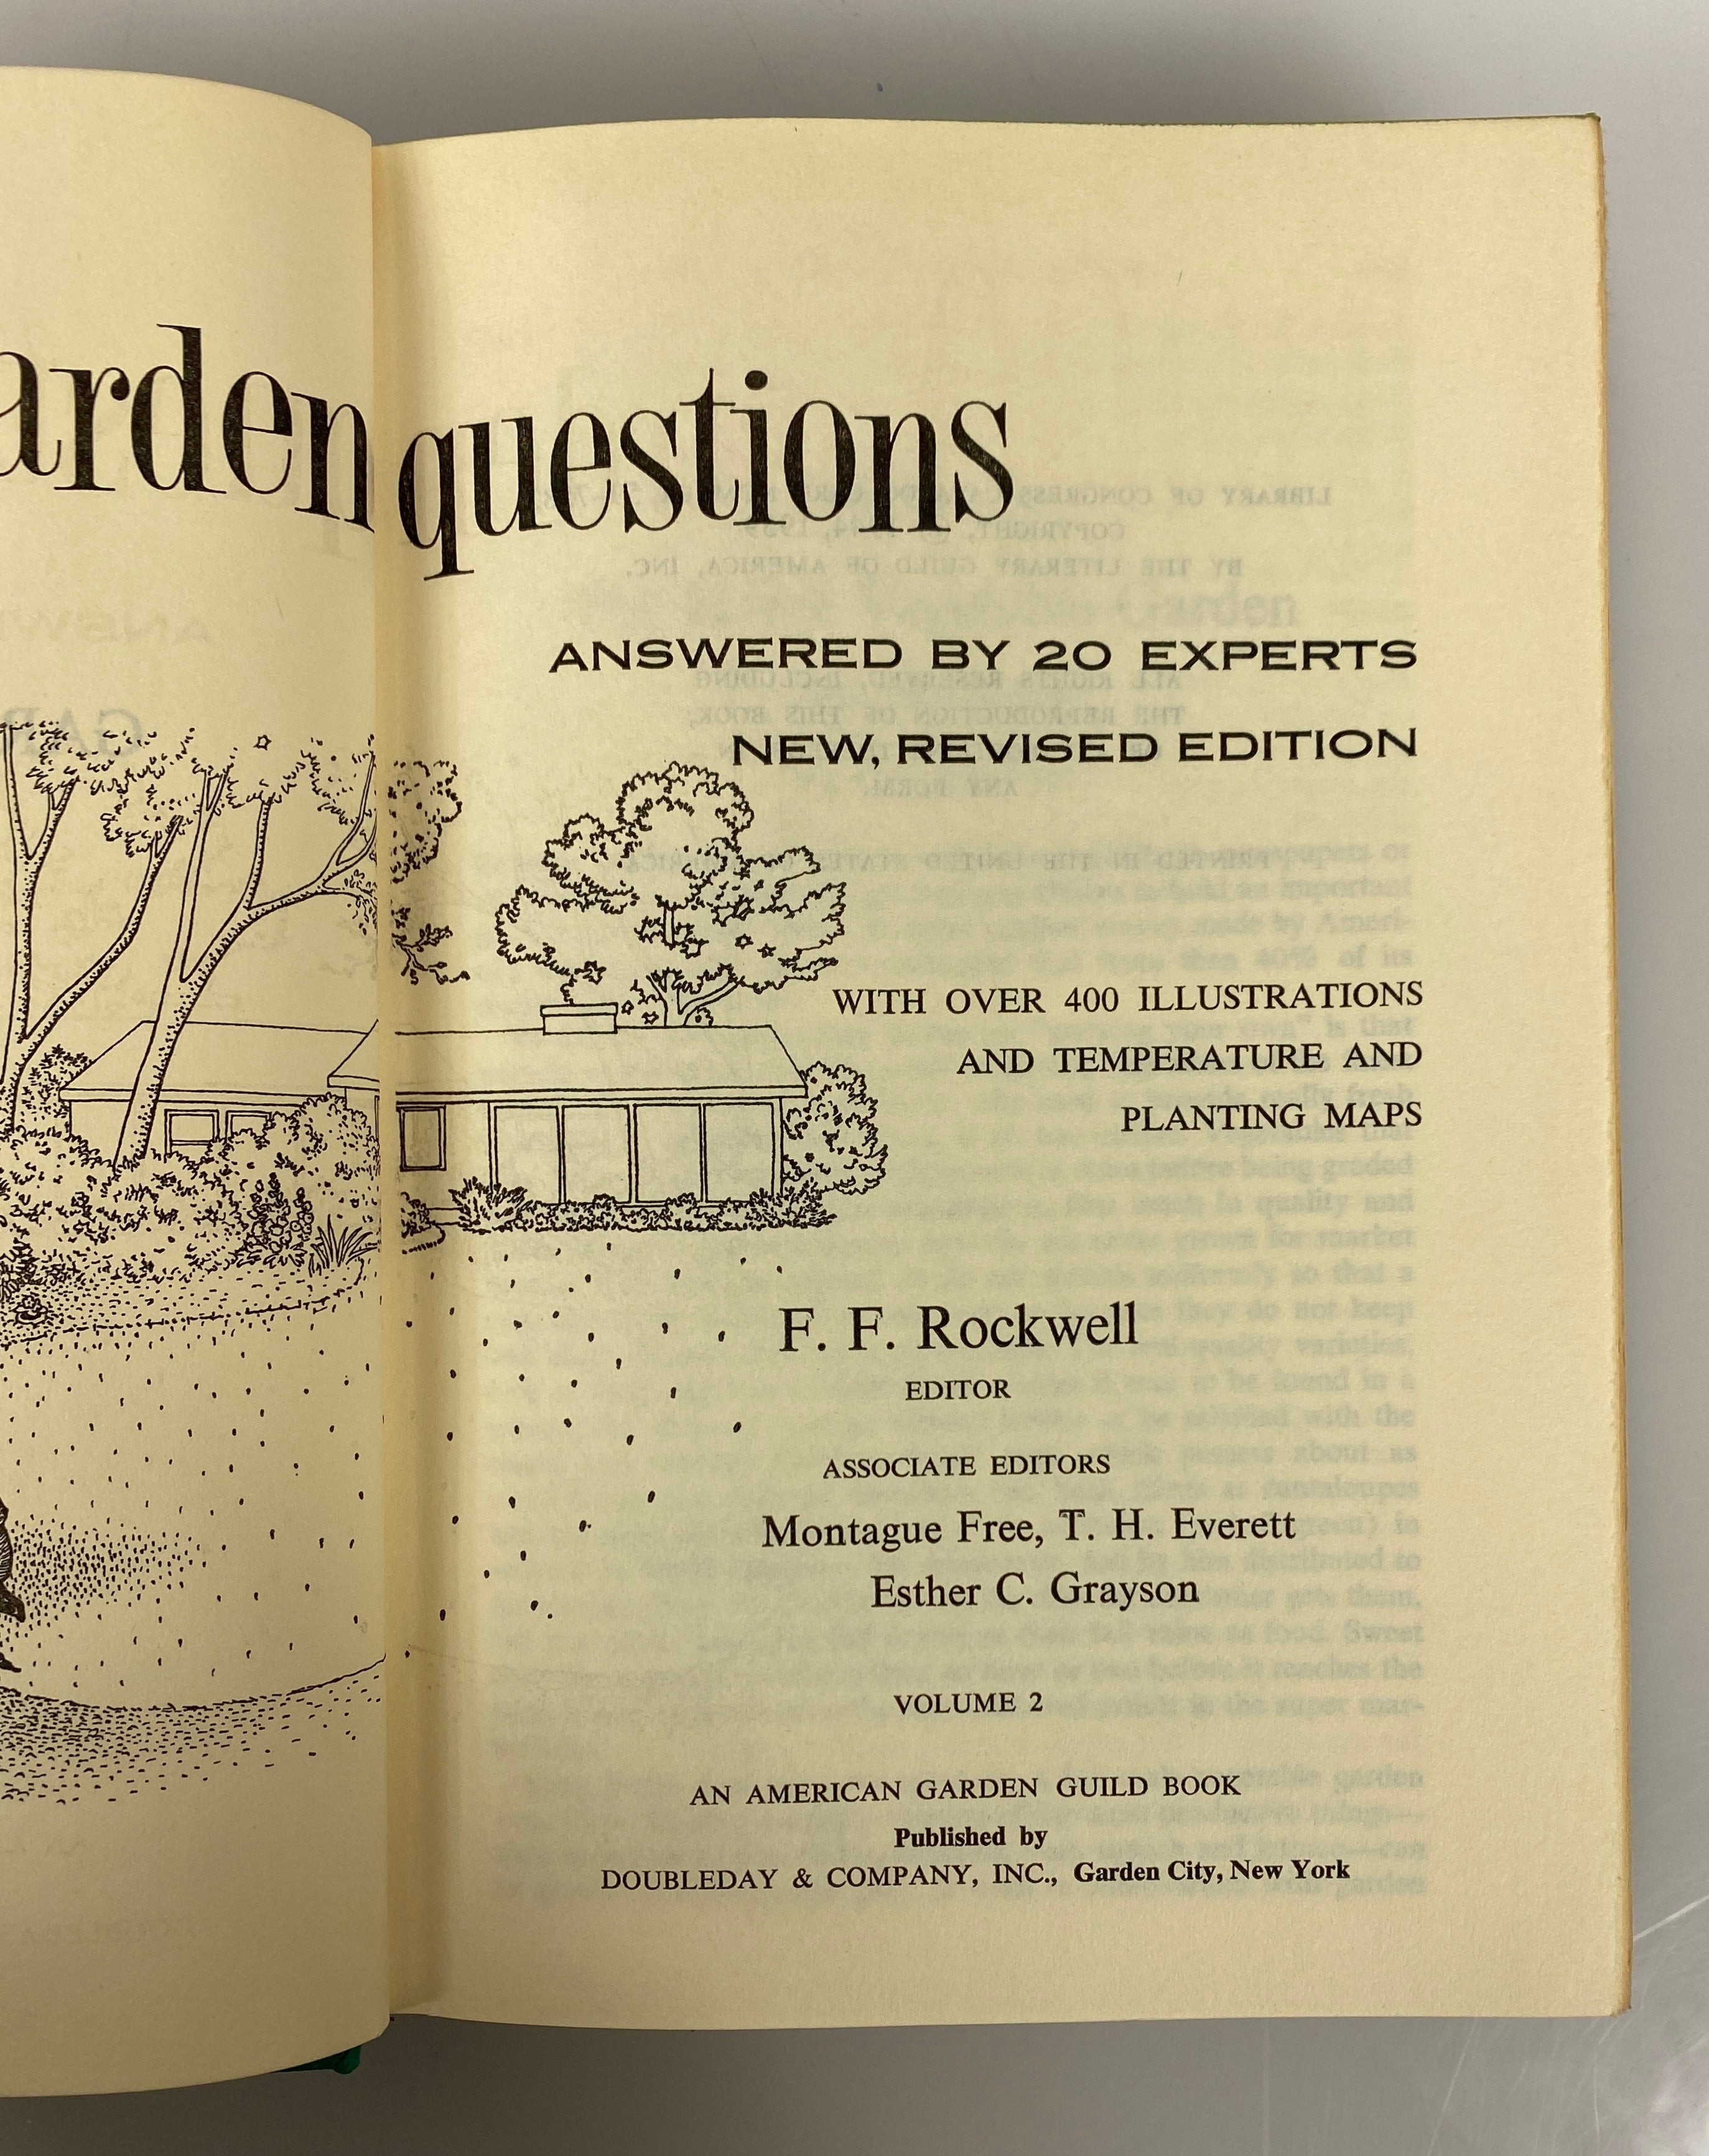 arden questions
ANSWERED BY 20 EXPERTS
NEW, REVISED EDITION
WITH OVER 400 ILLUSTRATIONS
AND TEMPERATURE AND
PLANTING MAPS
F. F. Rockwell
EDITOR
ASSOCIATE EDITORS
Montague Free, T. H. Everett
Esther C. Grayson
VOLUME 2
AN AMERICAN GARDEN GUILD BOOK
Published by
DOUBLEDAY & COMPANY, INC., Garden City, New York